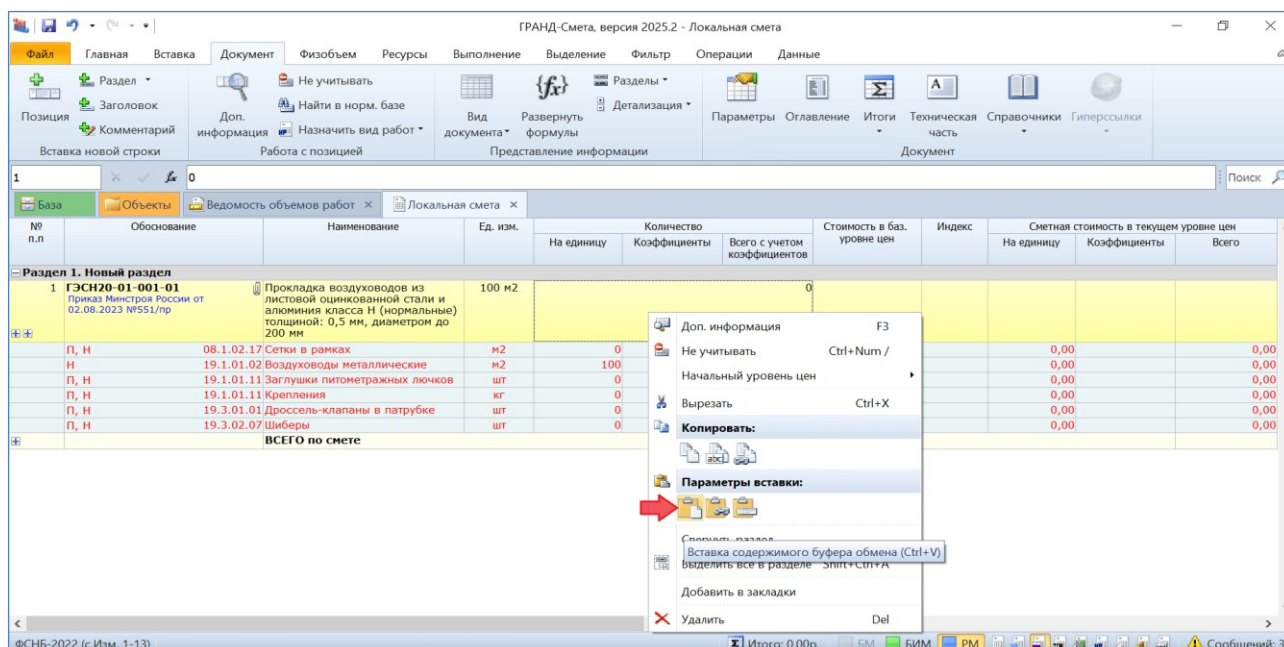 ГРАНД-Смета, версия 2025.2 - Локальная смета
Файл Главная Вставка Документ Физобъем Ресурсы Выполнение Выделение Фильтр Операции Данные
Позиция
Раздел
Заголовок
Комментарий
Вставка новой строки
Доп. информация
Не учитывать
Найти в норм. базе
Назначить вид работ
Работа с позицией
Вид документа
Развернуть формулы
Разделы
Детализация
Представление информации
Параметры Оглавление Итоги Техническая часть Справочники Гиперссылки
Документ
1 fx 0 Поиск
База Объекты Ведомость объемов работ × Локальная смета ×
№ п.п Обоснование Наименование Ед. изм. Количество Стоимость в баз. уровне цен Индекс Сметная стоимость в текущем уровне цен
На единицу Коэффициенты Всего с учетом коэффициентов На единицу Коэффициенты Всего
Раздел 1. Новый раздел
1 ГЭСН20-01-001-01 Прокладка воздуховодов из 100 м2 0
Приказ Минстроя России от листовой оцинкованной стали и
02.08.2023 №551/пр алюминия класса Н (нормальные)
толщиной: 0,5 мм, диаметром до
200 мм
П, Н 08.1.02.17 Сетки в рамках м2 0 0,00 0,00
Н 19.1.01.02 Воздуховоды металлические м2 100 0,00 0,00
П, Н 19.1.01.11 Заглушки питометражных лючков шт 0 0,00 0,00
П, Н 19.1.01.11 Крепления кг 0 0,00 0,00
П, Н 19.3.01.01 Дроссель-клапаны в патрубке шт 0 0,00 0,00
П, Н 19.3.02.07 Шиберы шт 0 0,00 0,00
ВСЕГО по смете
Доп. информация F3
Не учитывать Ctrl+Num /
Начальный уровень цен
Вырезать Ctrl+X
Копировать:
abc
Параметры вставки:
Свернуть раздел
Вставка содержимого буфера обмена (Ctrl+V)
Выделить все в разделе Shift+Ctrl+A
Добавить в закладки
Удалить Del
ФСНБ-2022 (с Изм. 1-13) Итого: 0,00р. БМ БИМ РМ Сообщений: 3